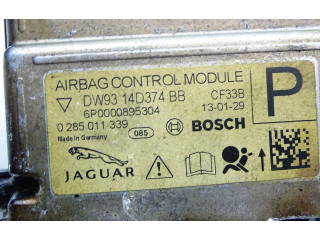 AIRBAG CONTROL MODULE
DW93 14D374 BB CF33B P
6P0000895304 13-01-29
0 285 011 339 085 BOSCH
Made in Germany
JAGUAR